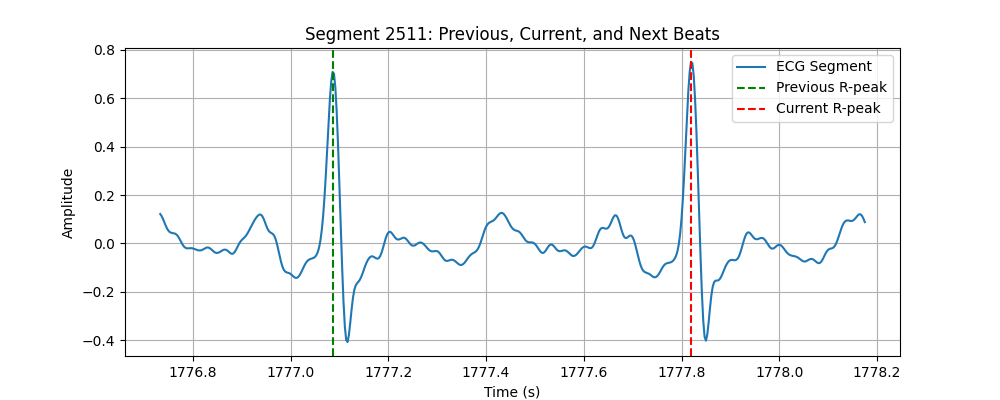 Segment 2511: Previous, Current, and Next Beats
ECG Segment
Previous R-peak
Current R-peak
Amplitude
0.8
0.6
0.4
0.2
0.0
−0.2
−0.4
1776.8 1777.0 1777.2 1777.4 1777.6 1777.8 1778.0 1778.2
Time (s)